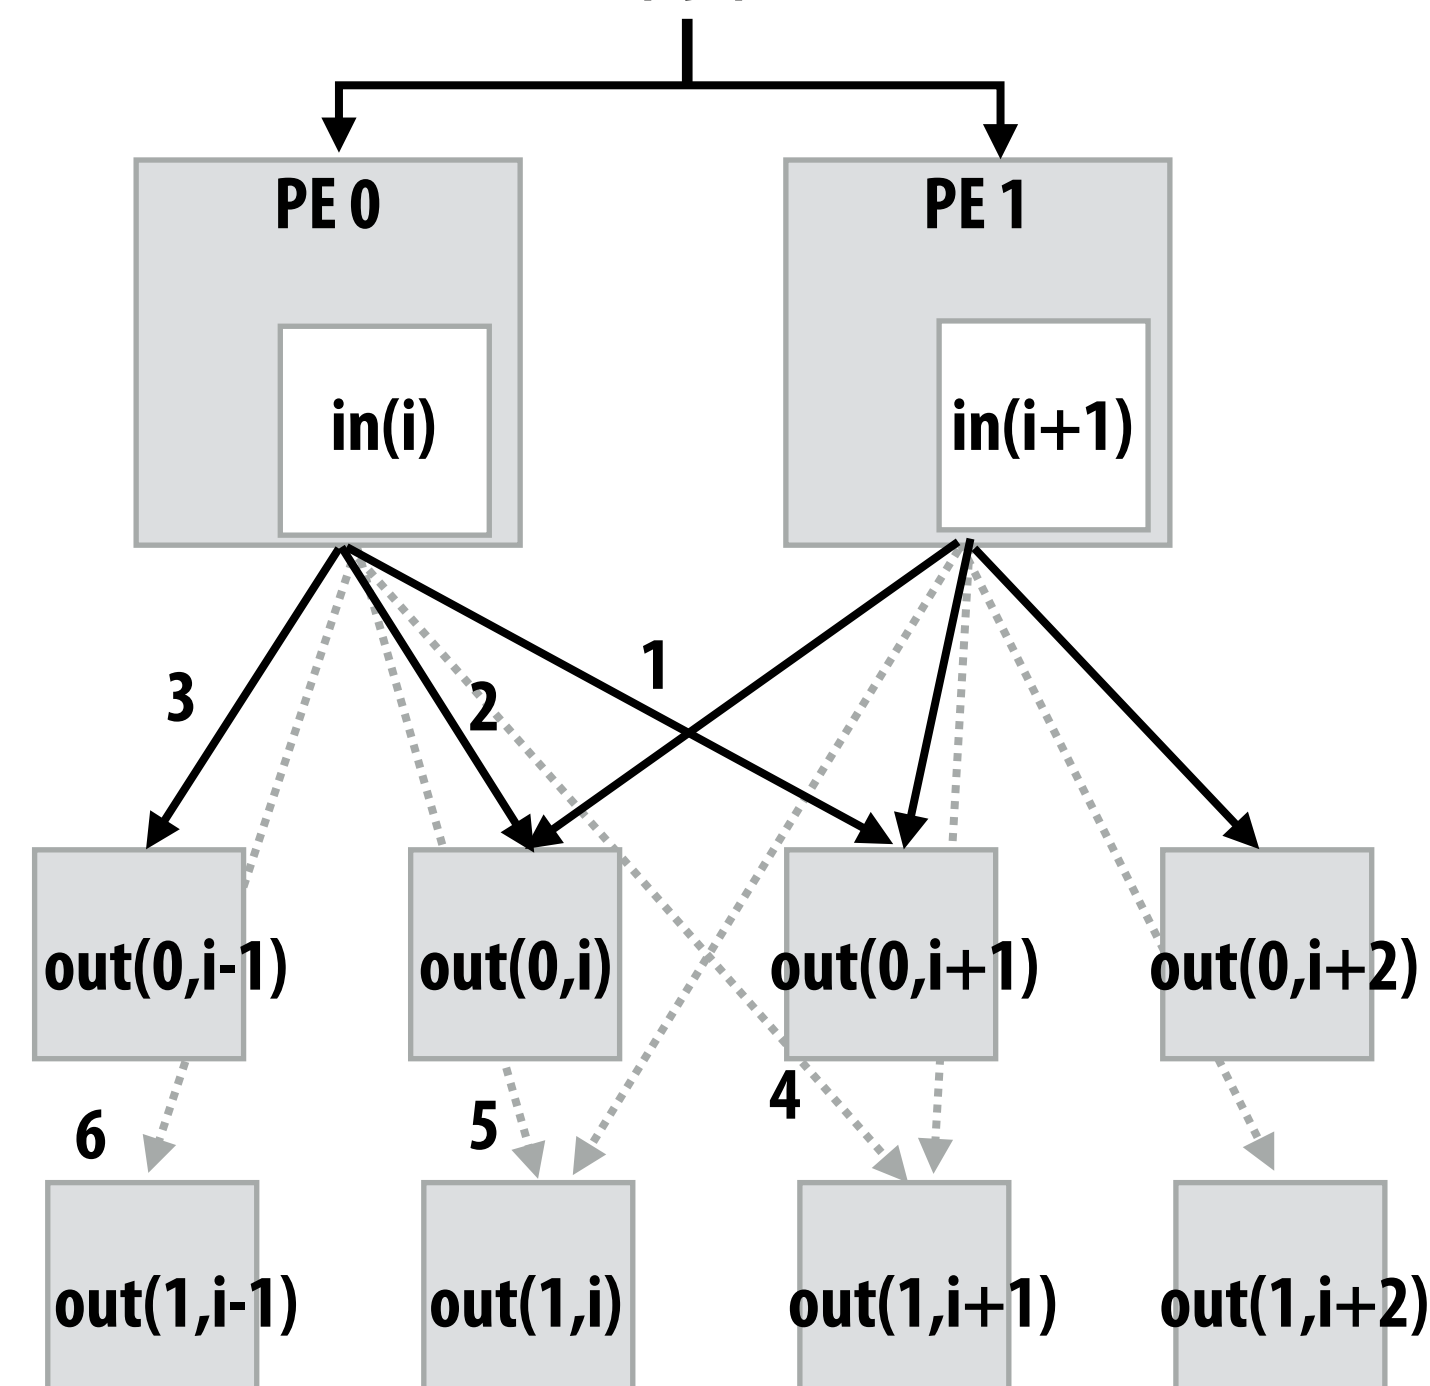 PE 0
PE 1
in(i)
in(i+1)
1
3
2
out(0,i-1)
out(0,i)
out(0,i+1)
out(0,i+2)
4
5
6
out(1,i-1)
out(1,i)
out(1,i+1)
out(1,i+2)